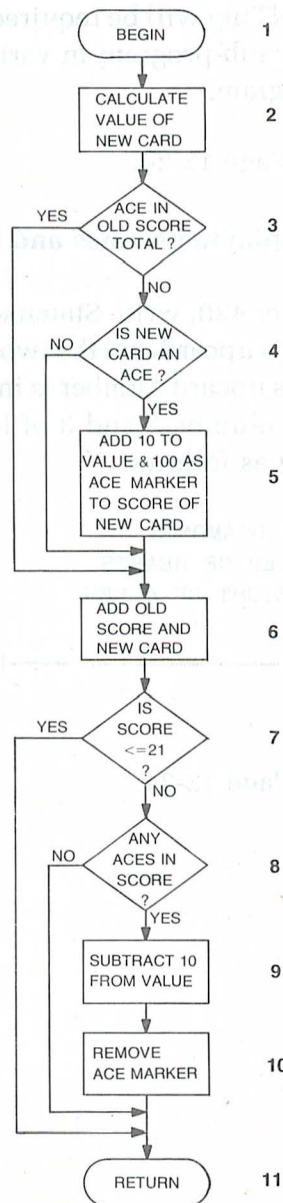 BEGIN 1
CALCULATE
VALUE OF 2
NEW CARD
YES
ACE IN
OLD SCORE 3
TOTAL ?
NO
NO
IS NEW 4
CARD AN
ACE ?
YES
ADD 10 TO
VALUE & 100 AS
ACE MARKER 5
TO SCORE OF
NEW CARD
ADD OLD
SCORE AND 6
NEW CARD
YES
IS
SCORE 7
<=21
?
NO
NO
ANY
ACES IN 8
SCORE
?
YES
SUBTRACT 10 9
FROM VALUE
REMOVE 10
ACE MARKER
RETURN 11